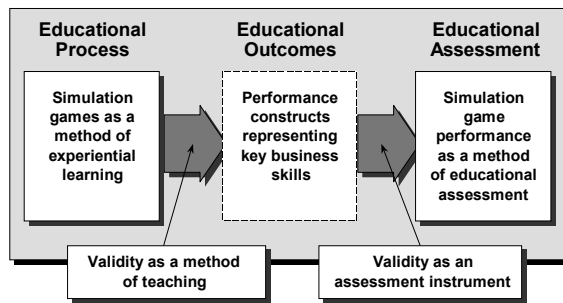 Educational
Process
Educational
Outcomes
Educational
Assessment
Simulation
games as a
method of
experiential
learning
Performance
constructs
representing
key business
skills
Simulation
game
performance
as a method
of educational
assessment
Validity as a method
of teaching
Validity as an
assessment instrument